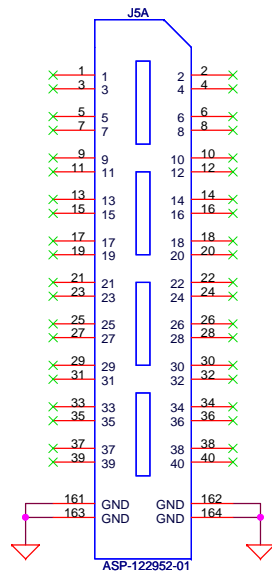 J5A
1 1 2 2
3 3 4 4
5 5 6 6
7 7 8 8
9 9 10 10
11 11 12 12
13 13 14 14
15 15 16 16
17 17 18 18
19 19 20 20
21 21 22 22
23 23 24 24
25 25 26 26
27 27 28 28
29 29 30 30
31 31 32 32
33 33 34 34
35 35 36 36
37 37 38 38
39 39 40 40
161 GND GND 162
163 GND GND 164
ASP-122952-01